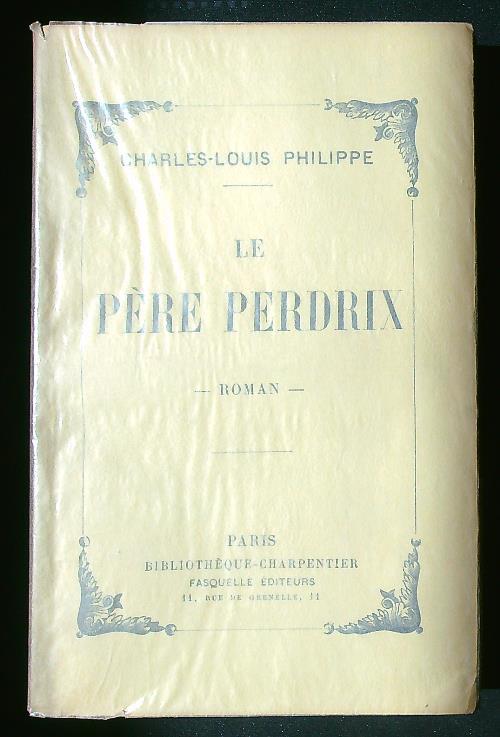 CHARLES-LOUIS PHILIPPE
LE
PÈRE PERDRIX
— ROMAN —
PARIS
BIBLIOTHÈQUE-CHARPENTIER
FASQUELLE ÉDITEURS
11, RUE DE GRENELLE, 11